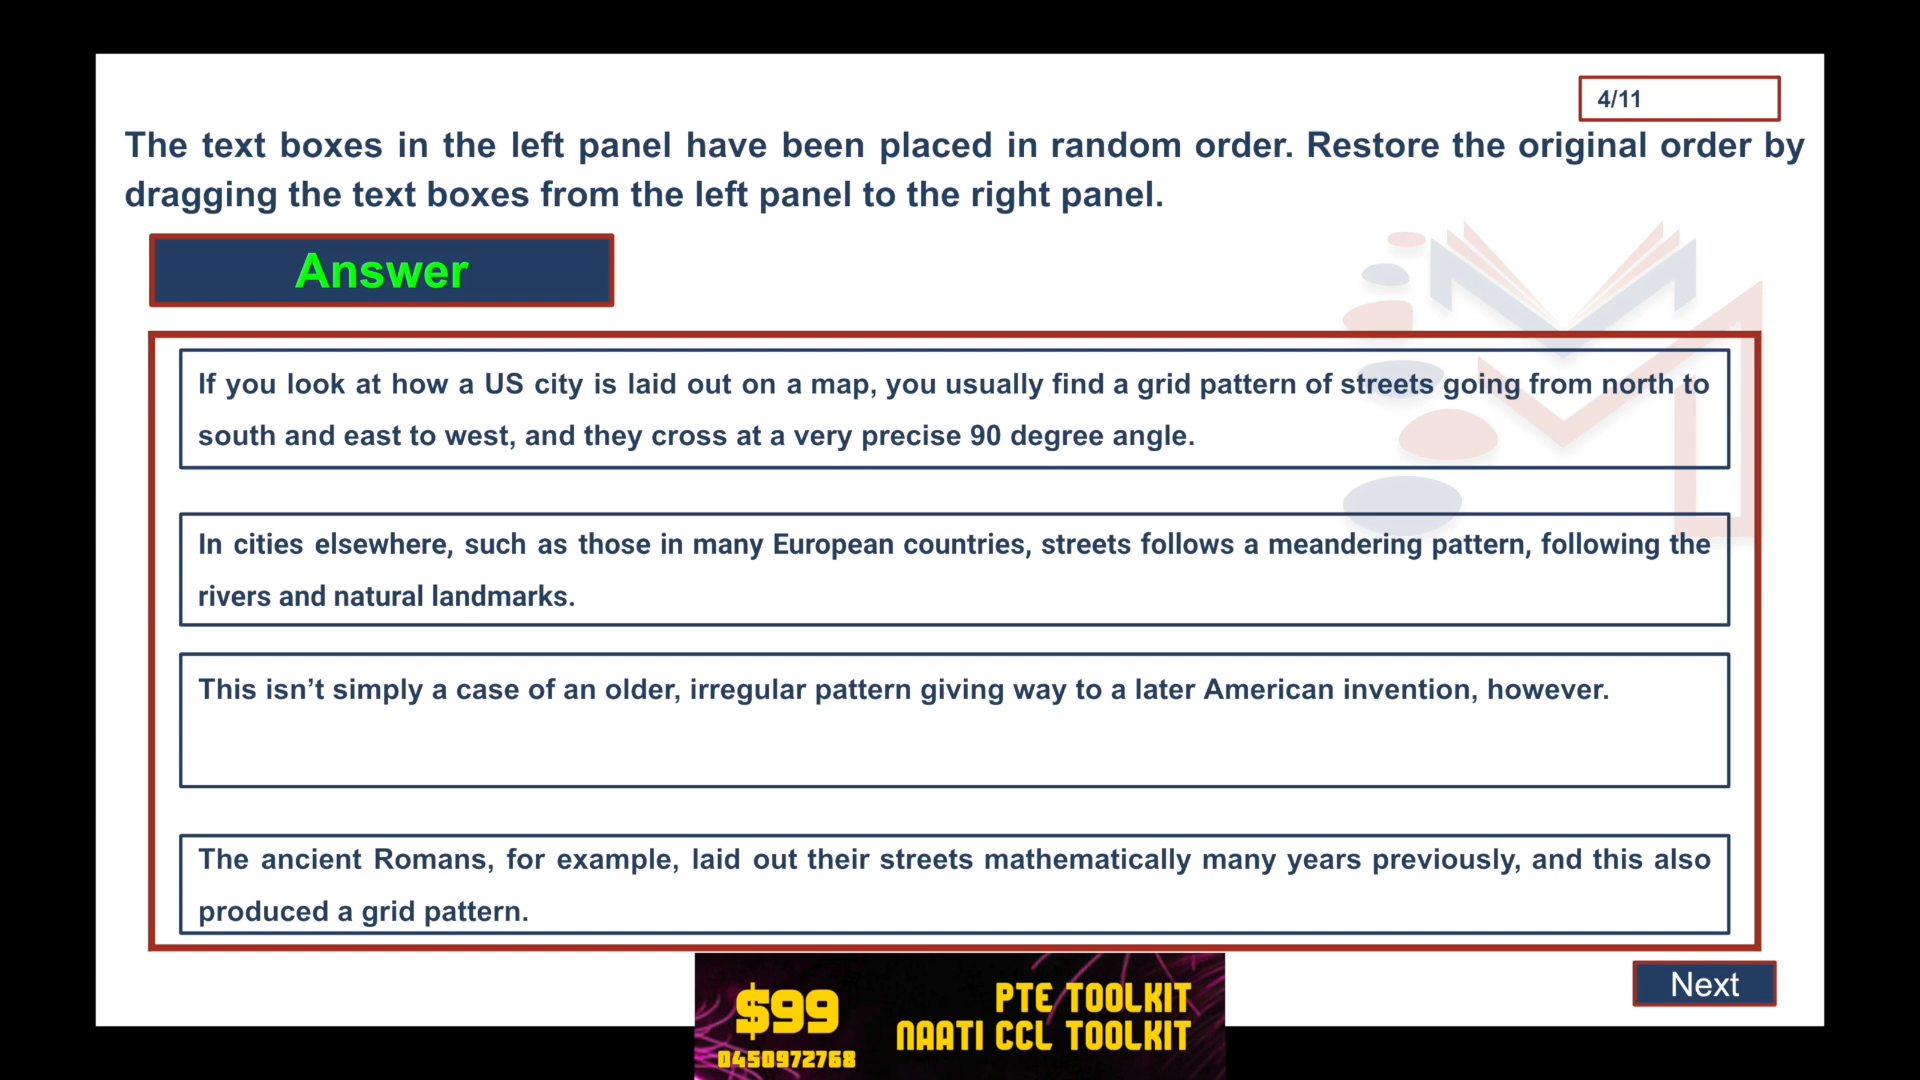 4/11
The text boxes in the left panel have been placed in random order. Restore the original order by
dragging the text boxes from the left panel to the right panel.
Answer
If you look at how a US city is laid out on a map, you usually find a grid pattern of streets going from north to
south and east to west, and they cross at a very precise 90 degree angle.
In cities elsewhere, such as those in many European countries, streets follows a meandering pattern, following the
rivers and natural landmarks.
This isn’t simply a case of an older, irregular pattern giving way to a later American invention, however.
The ancient Romans, for example, laid out their streets mathematically many years previously, and this also
produced a grid pattern.
Next
$99
0450972768
PTE TOOLKIT
NAATI CCL TOOLKIT